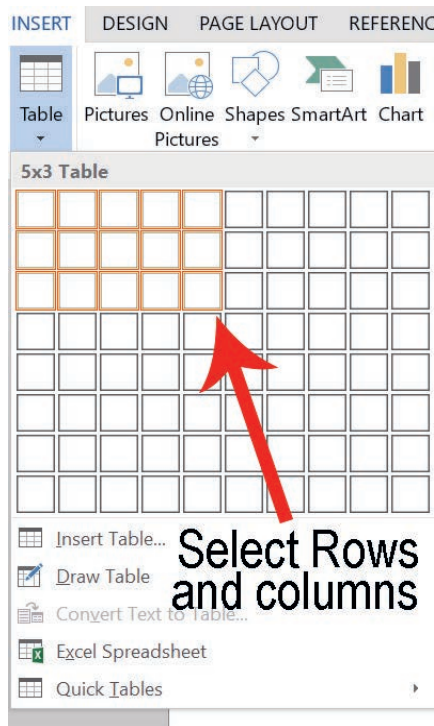 INSERT DESIGN PAGE LAYOUT REFERENC
Table Pictures Online Shapes SmartArt Chart
Pictures
5x3 Table
Insert Table...
Select Rows
Draw Table
and columns
Convert Text to Table...
Excel Spreadsheet
Quick Tables